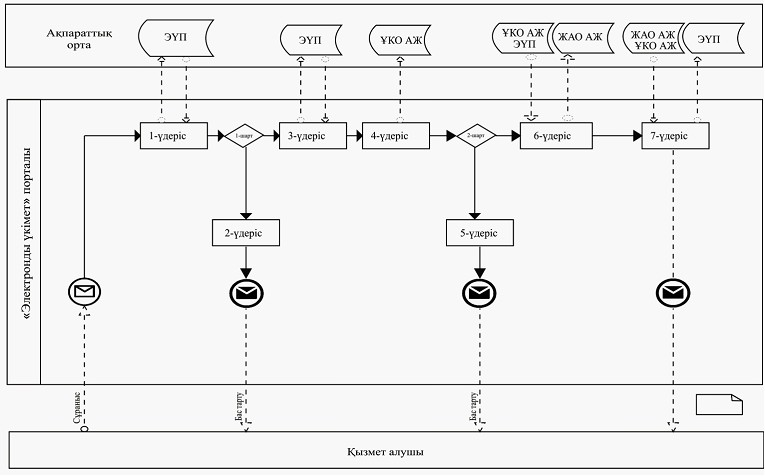 Ақпараттық
орта
ЭҮП
ЭҮП
ҰКО АЖ
ҰКО АЖ
ЭҮП
ЖАО АЖ
ЖАО АЖ
ҰКО АЖ
ЭҮП
«Электронды үкімет» порталы
1-үдеріс
1-шарт
3-үдеріс
4-үдеріс
2-шарт
6-үдеріс
7-үдеріс
2-үдеріс
5-үдеріс
Сұраныс
Бас тарту
Бас тарту
Қызмет алушы